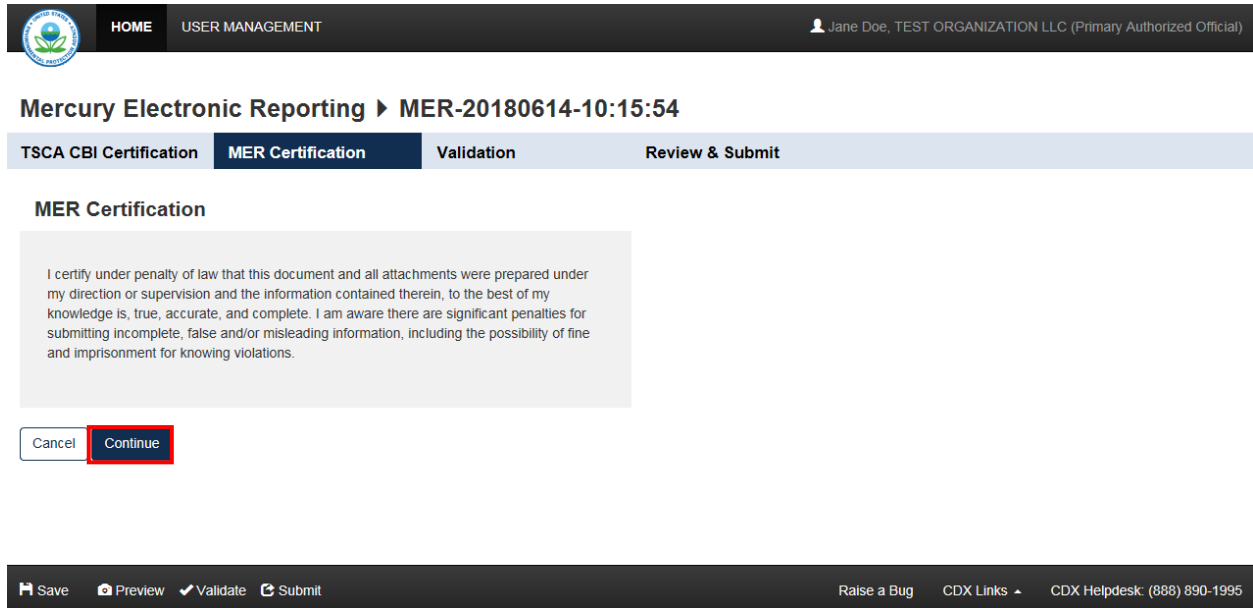 UNITED STATES
HOME USER MANAGEMENT Jane Doe, TEST ORGANIZATION LLC (Primary Authorized Official)
Mercury Electronic Reporting MER-20180614-10:15:54
TSCA CBI Certification MER Certification Validation Review & Submit
MER Certification
I certify under penalty of law that this document and all attachments were prepared under
my direction or supervision and the information contained therein, to the best of my
knowledge is, true, accurate, and complete. I am aware there are significant penalties for
submitting incomplete, false and/or misleading information, including the possibility of fine
and imprisonment for knowing violations.
Cancel Continue
Save Preview Validate Submit Raise a Bug CDX Links CDX Helpdesk: (888) 890-1995